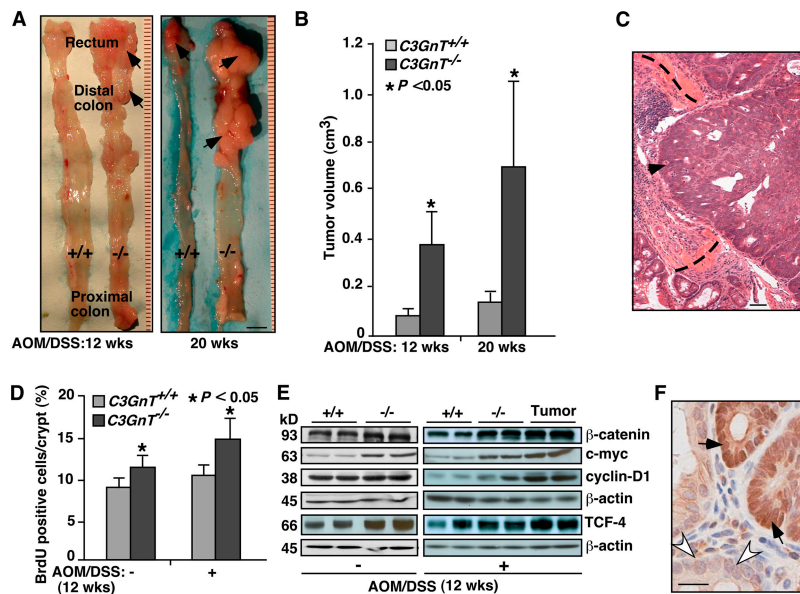 A
Rectum
Distal
colon
+/+
-/-
+/+
-/-
Proximal
colon
AOM/DSS:12 wks
20 wks
B
1.2
1.0
0.8
0.6
0.4
0.2
0
Tumor volume (cm3)
C3GnT+/+
C3GnT-/-
* P <0.05
*
*
AOM/DSS: 12 wks
20 wks
C
D
20
15
10
5
0
BrdU positive cells/crypt (%)
C3GnT+/+
* P < 0.05
C3GnT-/-
*
*
AOM/DSS: -
+
(12 wks)
E
+/+
-/-
+/+
-/-
Tumor
kD
93
β-catenin
63
c-myc
38
cyclin-D1
45
β-actin
66
TCF-4
45
β-actin
-
+
AOM/DSS (12 wks)
F